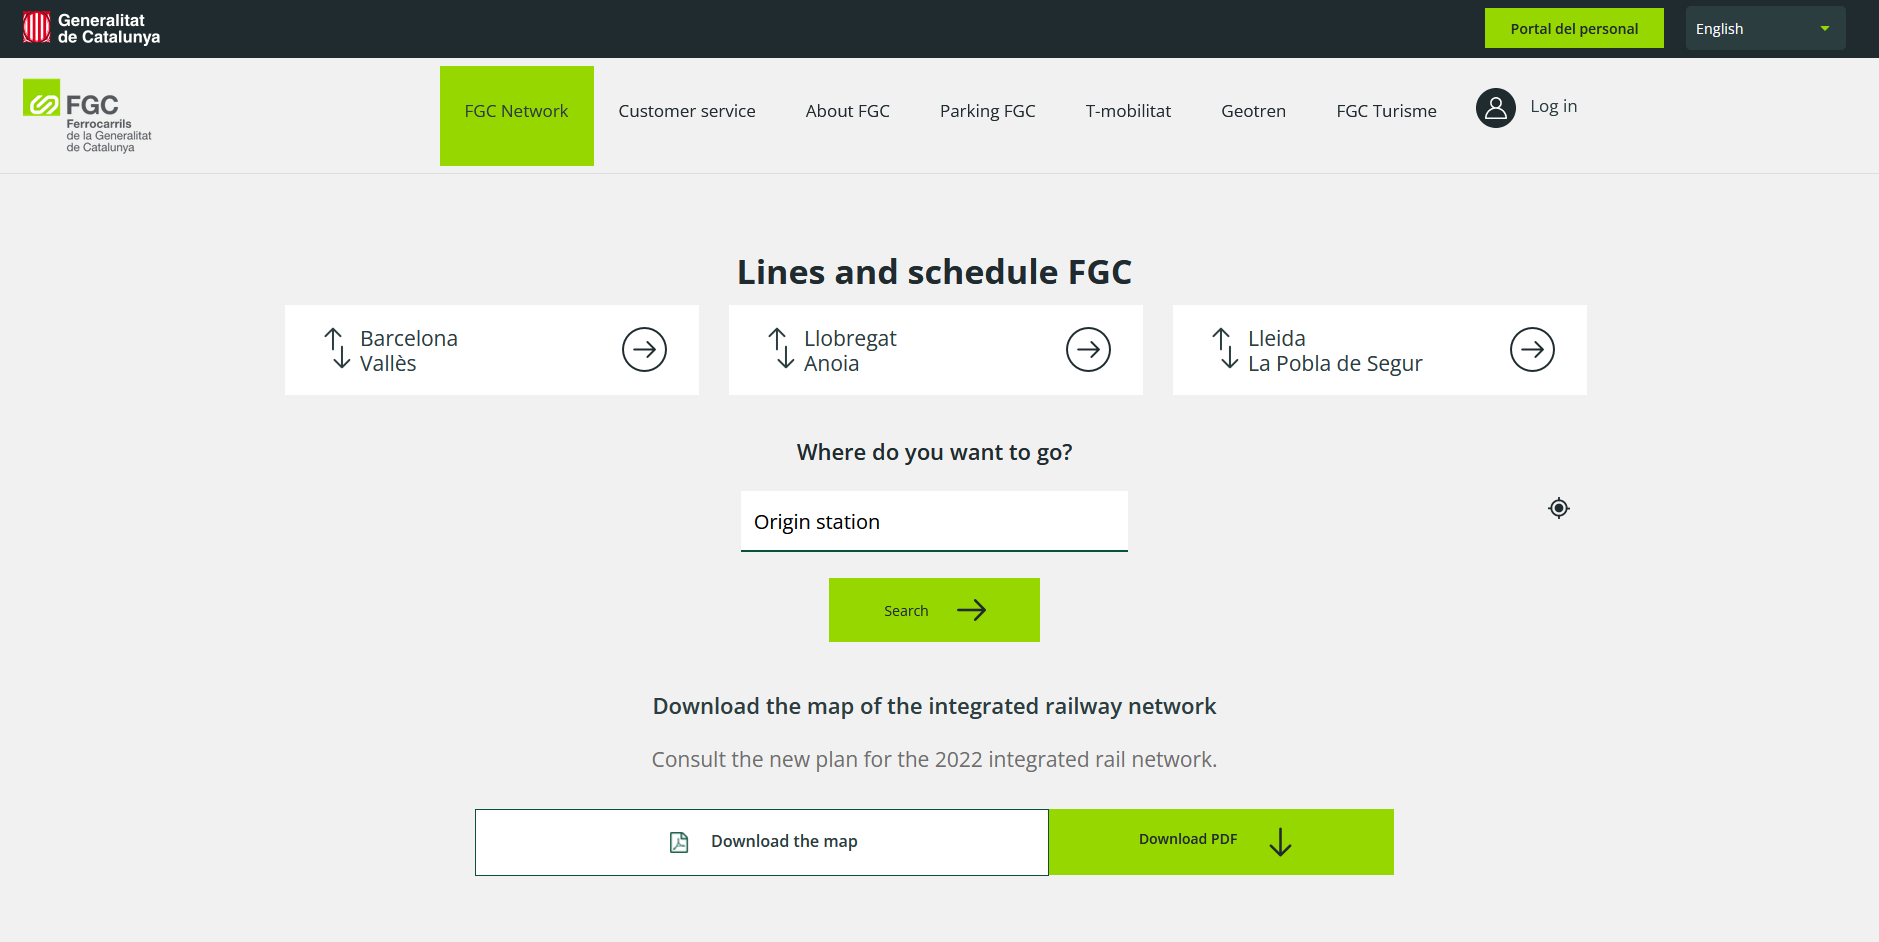 Generalitat
de Catalunya
Portal del personal
English
FGC
Ferrocarrils
de la Generalitat
de Catalunya
FGC Network
Customer service
About FGC
Parking FGC
T-mobilitat
Geotren
FGC Turisme
Log in
Lines and schedule FGC
Barcelona
Vallès
Llobregat
Anoia
Lleida
La Pobla de Segur
Where do you want to go?
Origin station
Search
Download the map of the integrated railway network
Consult the new plan for the 2022 integrated rail network.
Download the map
Download PDF